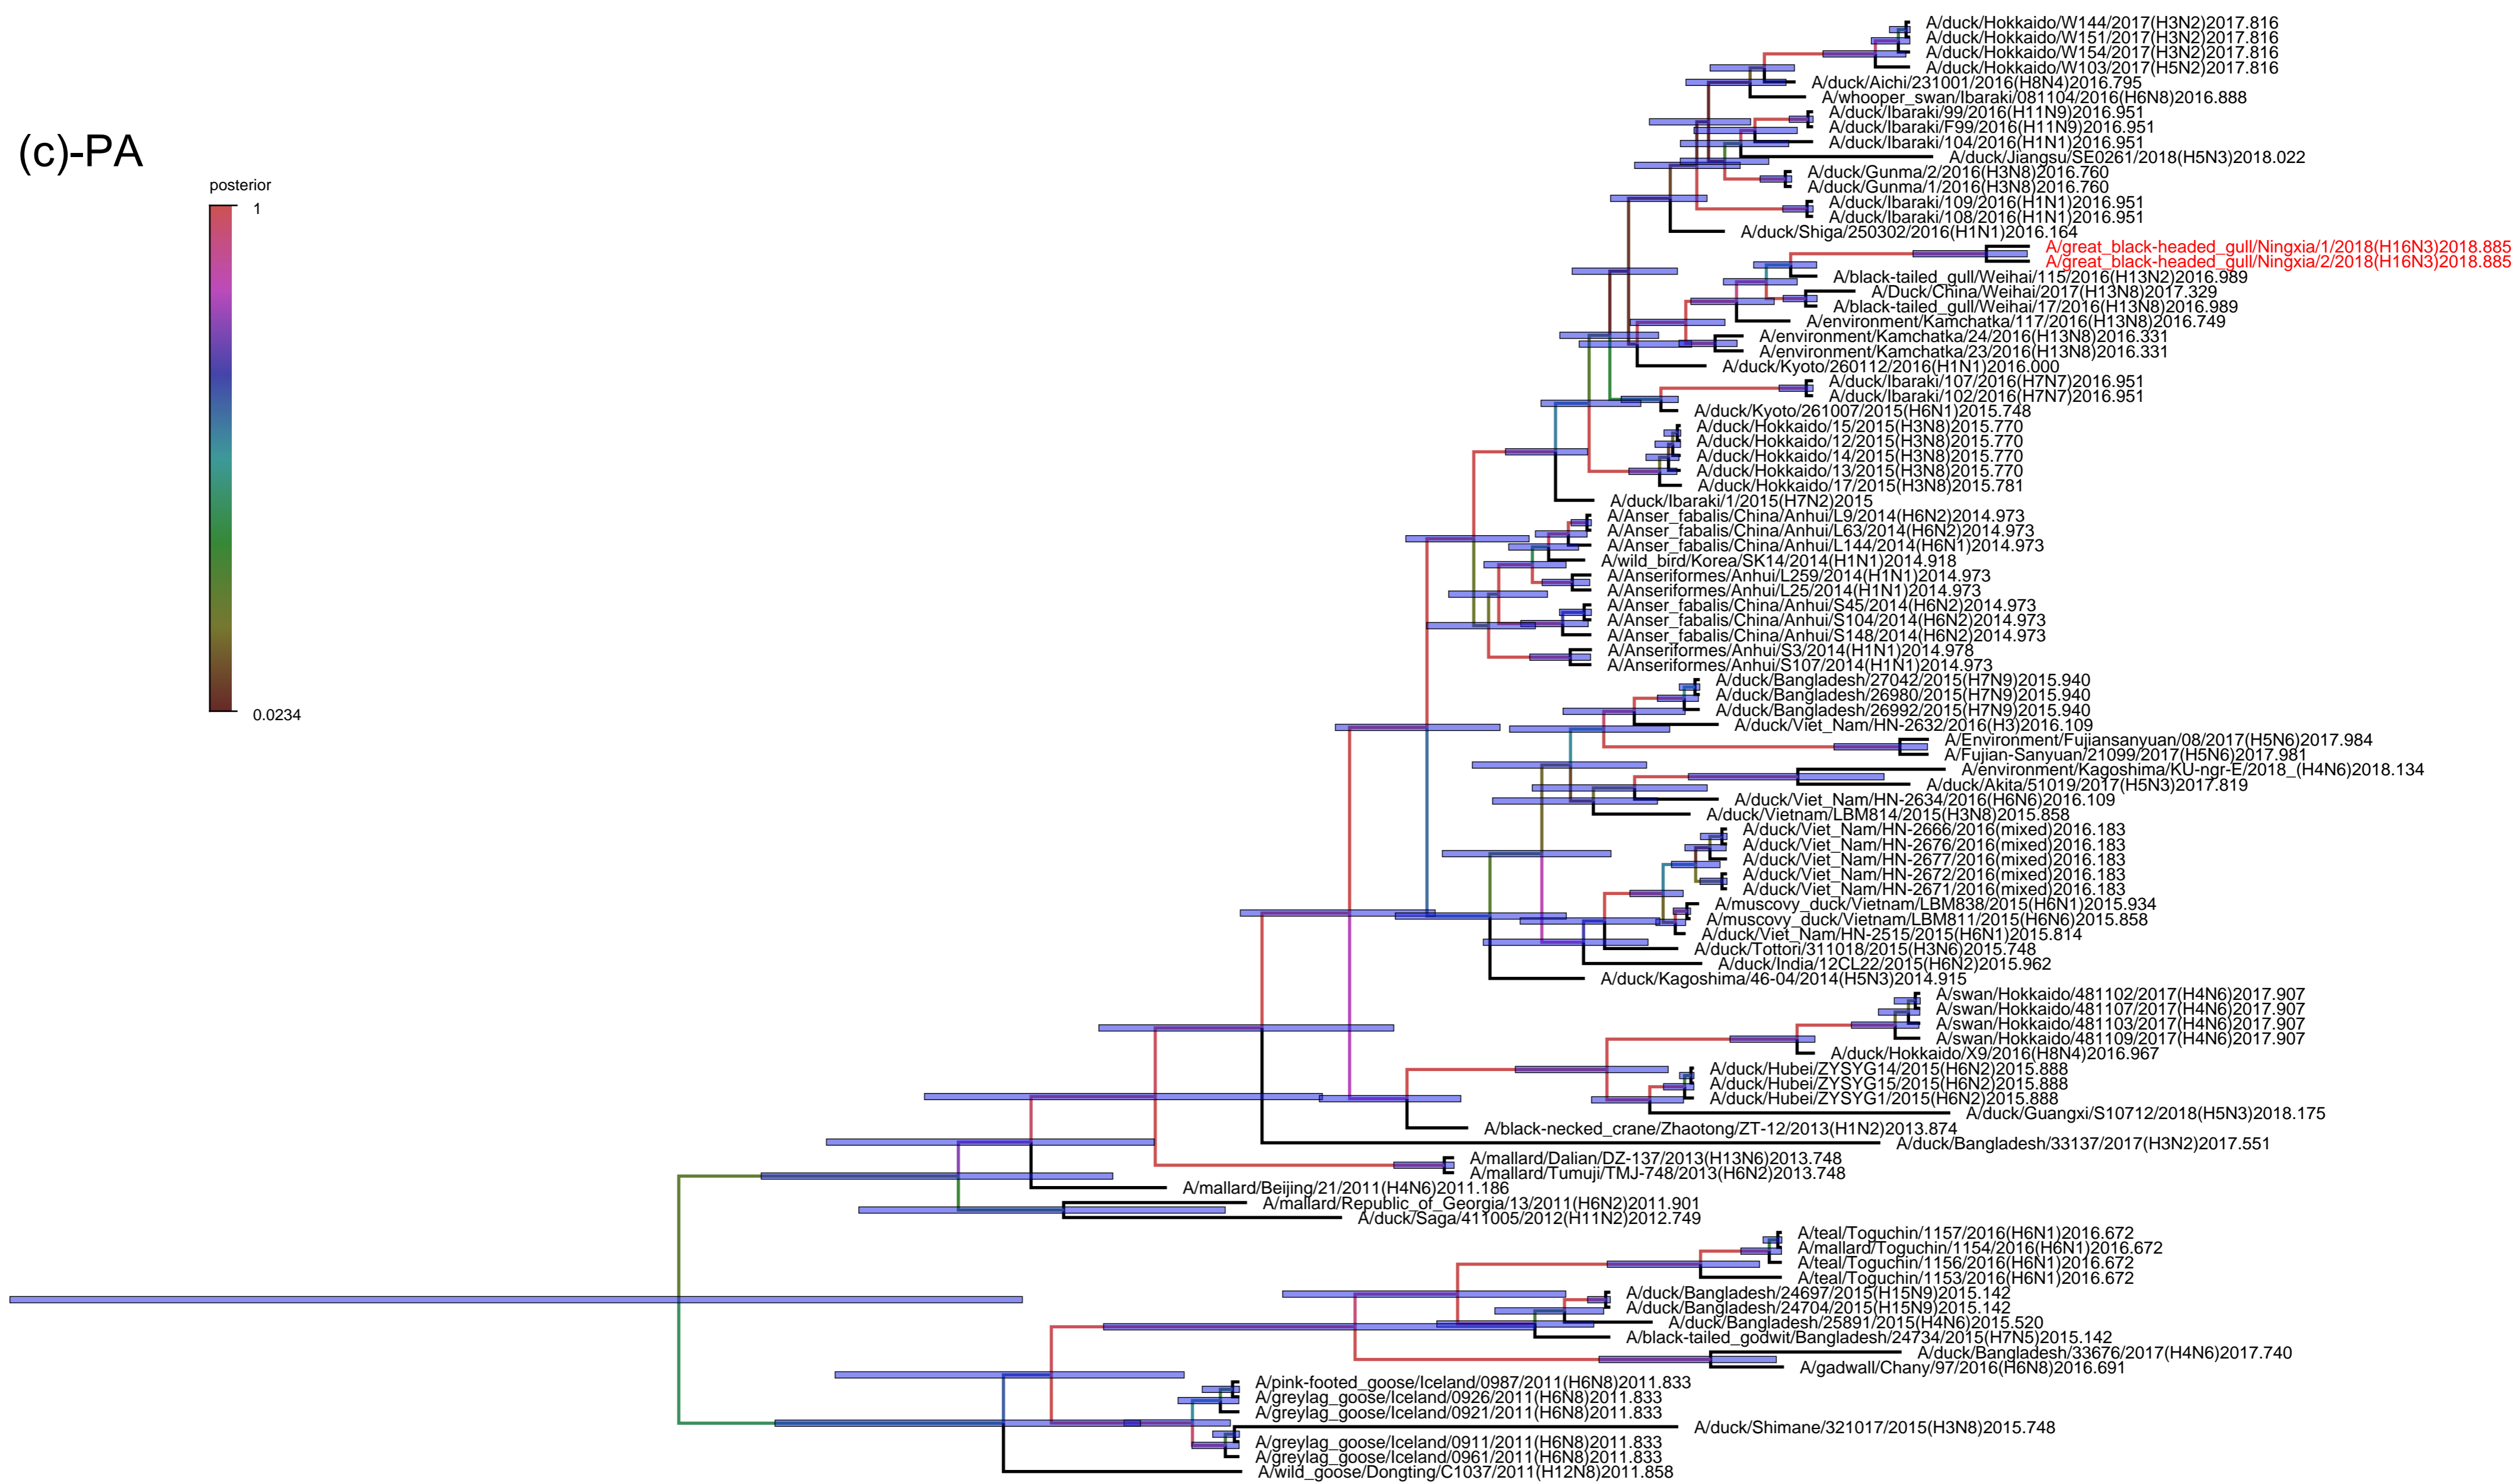 (c)-PA
posterior
1
0.0234
A/duck/Hokkaido/W144/2017(H3N2)2017.816
A/duck/Hokkaido/W151/2017(H3N2)2017.816
A/duck/Hokkaido/W154/2017(H3N2)2017.816
A/duck/Hokkaido/W103/2017(H5N2)2017.816
A/duck/Aichi/231001/2016(H8N4)2016.795
A/whooper_swan/Ibaraki/081104/2016(H6N8)2016.888
A/duck/Ibaraki/99/2016(H11N9)2016.951
A/duck/Ibaraki/F99/2016(H11N9)2016.951
A/duck/Ibaraki/104/2016(H1N1)2016.951
A/duck/Jiangsu/SE0261/2018(H5N3)2018.022
A/duck/Gunma/2/2016(H3N8)2016.760
A/duck/Gunma/1/2016(H3N8)2016.760
A/duck/Ibaraki/109/2016(H1N1)2016.951
A/duck/Ibaraki/108/2016(H1N1)2016.951
A/duck/Shiga/250302/2016(H1N1)2016.164
A/great_black-headed_gull/Ningxia/1/2018(H16N3)2018.885
A/great_black-headed_gull/Ningxia/2/2018(H16N3)2018.885
A/black-tailed_gull/Weihai/115/2016(H13N2)2016.989
A/Duck/China/Weihai/2017(H13N8)2017.329
A/black-tailed_gull/Weihai/17/2016(H13N8)2016.989
A/environment/Kamchatka/117/2016(H13N8)2016.749
A/environment/Kamchatka/24/2016(H13N8)2016.331
A/environment/Kamchatka/23/2016(H13N8)2016.331
A/duck/Kyoto/260112/2016(H1N1)2016.000
A/duck/Ibaraki/107/2016(H7N7)2016.951
A/duck/Ibaraki/102/2016(H7N7)2016.951
A/duck/Kyoto/261007/2015(H6N1)2015.748
A/duck/Hokkaido/15/2015(H3N8)2015.770
A/duck/Hokkaido/12/2015(H3N8)2015.770
A/duck/Hokkaido/14/2015(H3N8)2015.770
A/duck/Hokkaido/13/2015(H3N8)2015.770
A/duck/Hokkaido/17/2015(H3N8)2015.781
A/duck/Ibaraki/1/2015(H7N2)2015
A/Anser_fabalis/China/Anhui/L9/2014(H6N2)2014.973
A/Anser_fabalis/China/Anhui/L63/2014(H6N2)2014.973
A/Anser_fabalis/China/Anhui/L144/2014(H6N1)2014.973
A/wild_bird/Korea/SK14/2014(H1N1)2014.918
A/Anseriformes/Anhui/L259/2014(H1N1)2014.973
A/Anseriformes/Anhui/L25/2014(H1N1)2014.973
A/Anser_fabalis/China/Anhui/S45/2014(H6N2)2014.973
A/Anser_fabalis/China/Anhui/S104/2014(H6N2)2014.973
A/Anser_fabalis/China/Anhui/S148/2014(H6N2)2014.973
A/Anseriformes/Anhui/S3/2014(H1N1)2014.978
A/Anseriformes/Anhui/S107/2014(H1N1)2014.973
A/duck/Bangladesh/27042/2015(H7N9)2015.940
A/duck/Bangladesh/26980/2015(H7N9)2015.940
A/duck/Bangladesh/26992/2015(H7N9)2015.940
A/duck/Viet_Nam/HN-2632/2016(H3)2016.109
A/Environment/Fujiansanyuan/08/2017(H5N6)2017.984
A/Fujian-Sanyuan/21099/2017(H5N6)2017.981
A/environment/Kagoshima/KU-ngr-E/2018_(H4N6)2018.134
A/duck/Akita/51019/2017(H5N3)2017.819
A/duck/Viet_Nam/HN-2634/2016(H6N6)2016.109
A/duck/Vietnam/LBM814/2015(H3N8)2015.858
A/duck/Viet_Nam/HN-2666/2016(mixed)2016.183
A/duck/Viet_Nam/HN-2676/2016(mixed)2016.183
A/duck/Viet_Nam/HN-2677/2016(mixed)2016.183
A/duck/Viet_Nam/HN-2672/2016(mixed)2016.183
A/duck/Viet_Nam/HN-2671/2016(mixed)2016.183
A/muscovy_duck/Vietnam/LBM838/2015(H6N1)2015.934
A/muscovy_duck/Vietnam/LBM811/2015(H6N6)2015.858
A/duck/Viet_Nam/HN-2515/2015(H6N1)2015.814
A/duck/Tottori/311018/2015(H3N6)2015.748
A/duck/India/12CL22/2015(H6N2)2015.962
A/duck/Kagoshima/46-04/2014(H5N3)2014.915
A/swan/Hokkaido/481102/2017(H4N6)2017.907
A/swan/Hokkaido/481107/2017(H4N6)2017.907
A/swan/Hokkaido/481103/2017(H4N6)2017.907
A/swan/Hokkaido/481109/2017(H4N6)2017.907
A/duck/Hokkaido/X9/2016(H8N4)2016.967
A/duck/Hubei/ZYSYG14/2015(H6N2)2015.888
A/duck/Hubei/ZYSYG15/2015(H6N2)2015.888
A/duck/Hubei/ZYSYG1/2015(H6N2)2015.888
A/duck/Guangxi/S10712/2018(H5N3)2018.175
A/black-necked_crane/Zhaotong/ZT-12/2013(H1N2)2013.874
A/duck/Bangladesh/33137/2017(H3N2)2017.551
A/mallard/Dalian/DZ-137/2013(H13N6)2013.748
A/mallard/Tumuji/TMJ-748/2013(H6N2)2013.748
A/mallard/Beijing/21/2011(H4N6)2011.186
A/mallard/Republic_of_Georgia/13/2011(H6N2)2011.901
A/duck/Saga/411005/2012(H11N2)2012.749
A/teal/Toguchin/1157/2016(H6N1)2016.672
A/mallard/Toguchin/1154/2016(H6N1)2016.672
A/teal/Toguchin/1156/2016(H6N1)2016.672
A/teal/Toguchin/1153/2016(H6N1)2016.672
A/duck/Bangladesh/24697/2015(H15N9)2015.142
A/duck/Bangladesh/24704/2015(H15N9)2015.142
A/duck/Bangladesh/25891/2015(H4N6)2015.520
A/black-tailed_godwit/Bangladesh/24734/2015(H7N5)2015.142
A/duck/Bangladesh/33676/2017(H4N6)2017.740
A/gadwall/Chany/97/2016(H6N8)2016.691
A/pink-footed_goose/Iceland/0987/2011(H6N8)2011.833
A/greylag_goose/Iceland/0926/2011(H6N8)2011.833
A/greylag_goose/Iceland/0921/2011(H6N8)2011.833
A/duck/Shimane/321017/2015(H3N8)2015.748
A/greylag_goose/Iceland/0911/2011(H6N8)2011.833
A/greylag_goose/Iceland/0961/2011(H6N8)2011.833
A/wild_goose/Dongting/C1037/2011(H12N8)2011.858